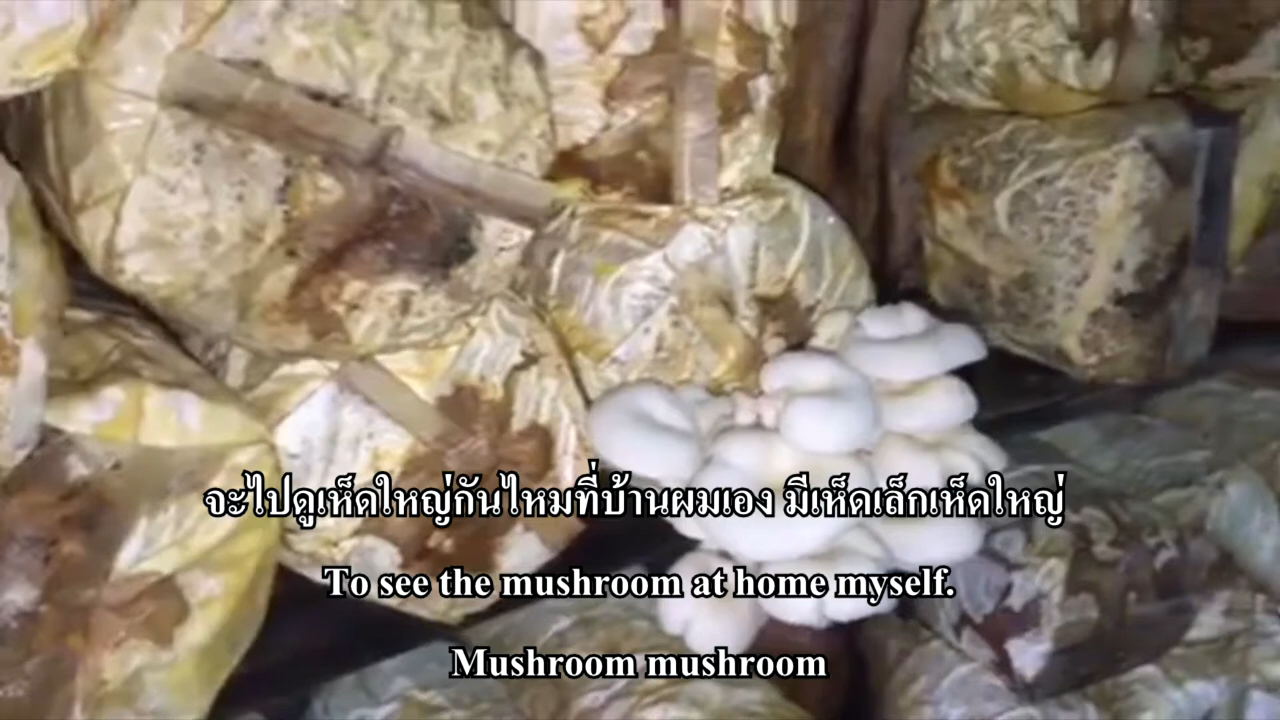 จะไปดูเห็ดใหญ่กันไหมที่บ้านผมเอง มีเห็ดเล็กเห็ดใหญ่
To see the mushroom at home myself.
Mushroom mushroom